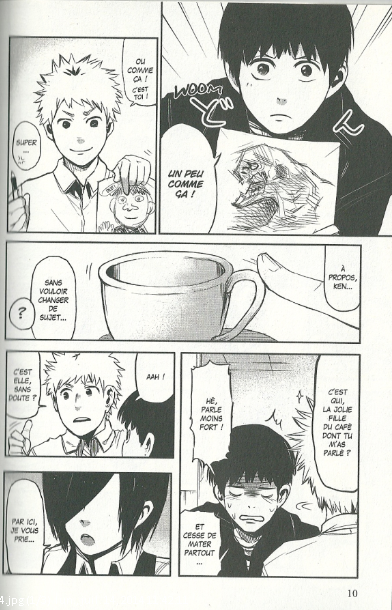 OU
COMME
ÇA !
C'EST
TOI !
SUPER
...
WOOM
UN PEU
COMME
ÇA !
À
PROPOS,
KEN...
SANS
VOULOIR
CHANGER
DE
SUJET...
?
C'EST
QUI,
LA JOLIE
FILLE
DU CAFÉ
DONT TU
M'AS
PARLÉ ?
HÉ,
PARLE
MOINS
FORT !
ET
CESSE DE
MATER
PARTOUT
...
AAH !
C'EST
ELLE,
SANS
DOUTE ?
PAR ICI,
JE VOUS
PRIE...
10
4.jpg